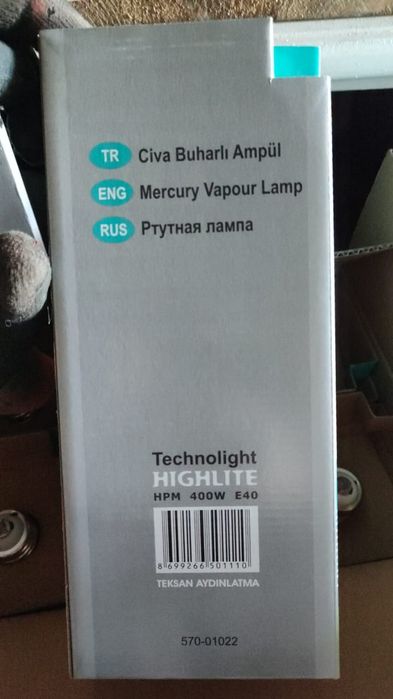 TR Civa Buharlı Ampül
ENG Mercury Vapour Lamp
RUS Ртутная лампа
Technolight
HIGHLITE
HPM 400W E40
8 699266 501110
TEKSAN AYDINLATMA
570-01022